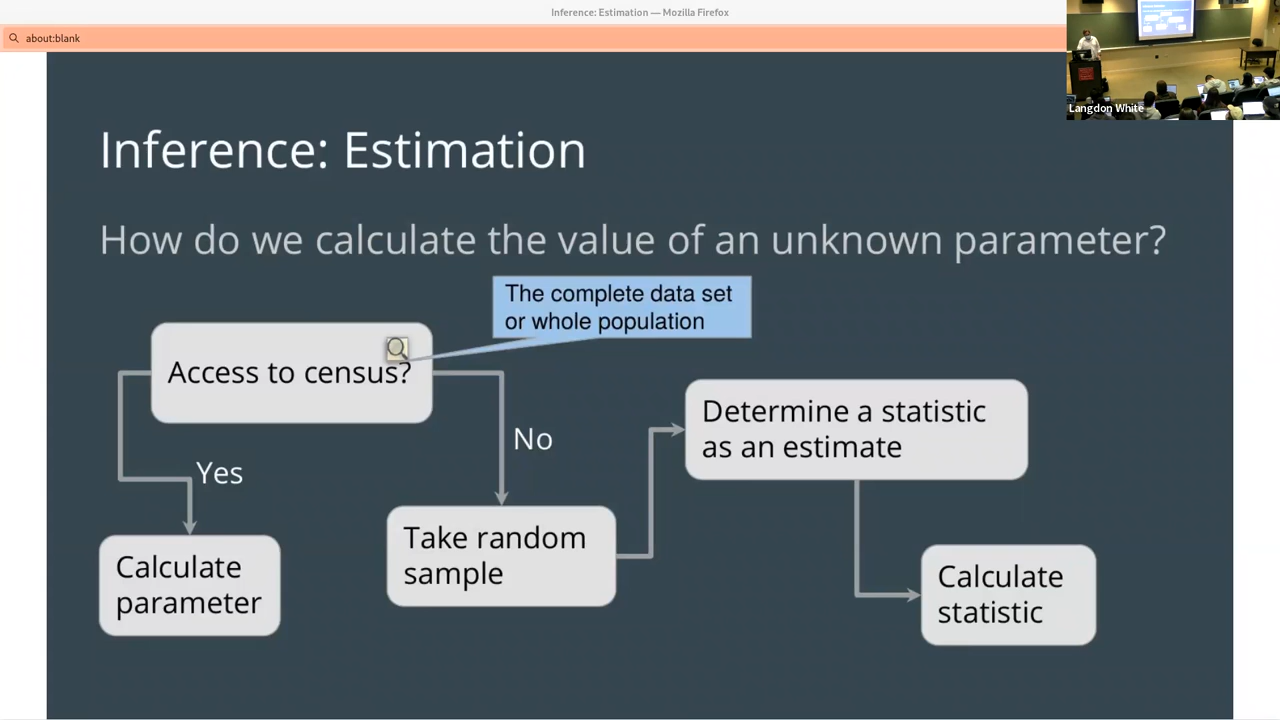 Inference: Estimation — Mozilla Firefox
about:blank
Langdon White
Inference: Estimation
How do we calculate the value of an unknown parameter?
The complete data set
or whole population
Access to census?
Yes
No
Calculate
parameter
Take random
sample
Determine a statistic
as an estimate
Calculate
statistic